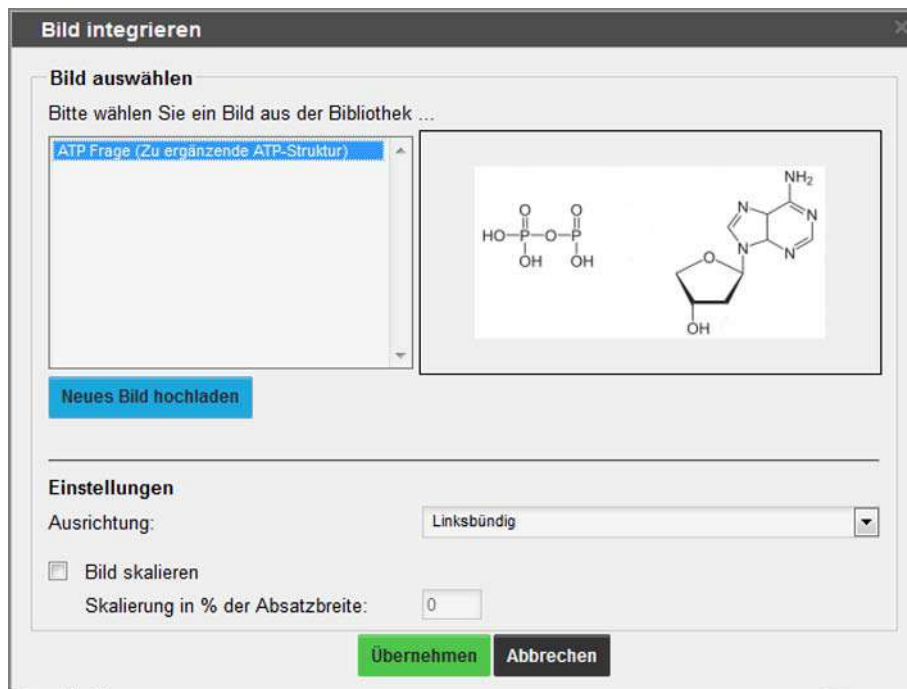 Bild integrieren
Bild auswählen
Bitte wählen Sie ein Bild aus der Bibliothek ...
ATP Frage (Zu ergänzende ATP-Struktur)
NH2
O O
N N
HO P O P
OH OH
N N
O
OH
Neues Bild hochladen
Einstellungen
Ausrichtung:
Linksbündig
Bild skalieren
Skalierung in % der Absatzbreite:
0
Übernehmen
Abbrechen